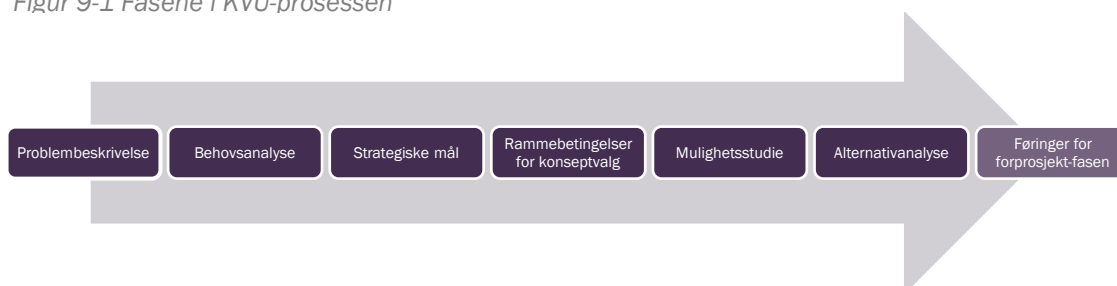 Figur 9-1 Fasene i KVU-prosessen
Problembeskrivelse
Behovsanalyse
Strategiske mål
Rammebetingelser
for konseptvalg
Mulighetsstudie
Alternativanalyse
Føringer for
forprosjekt-fasen